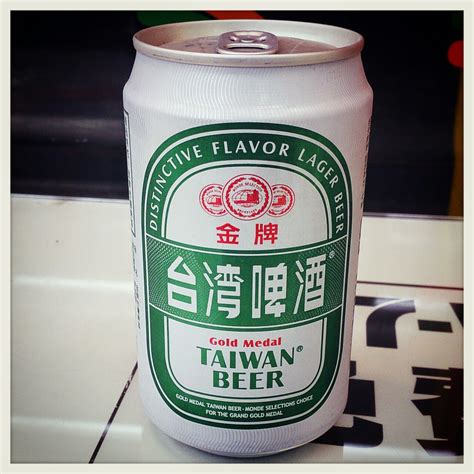 DISTINCTIVE FLAVOR LAGER BEER
金牌
台湾啤酒®
Gold Medal
TAIWAN®
BEER
GOLD MEDAL TAIWAN BEER - MONDE SELECTIONS CHOICE
FOR THE GRAND GOLD MEDAL